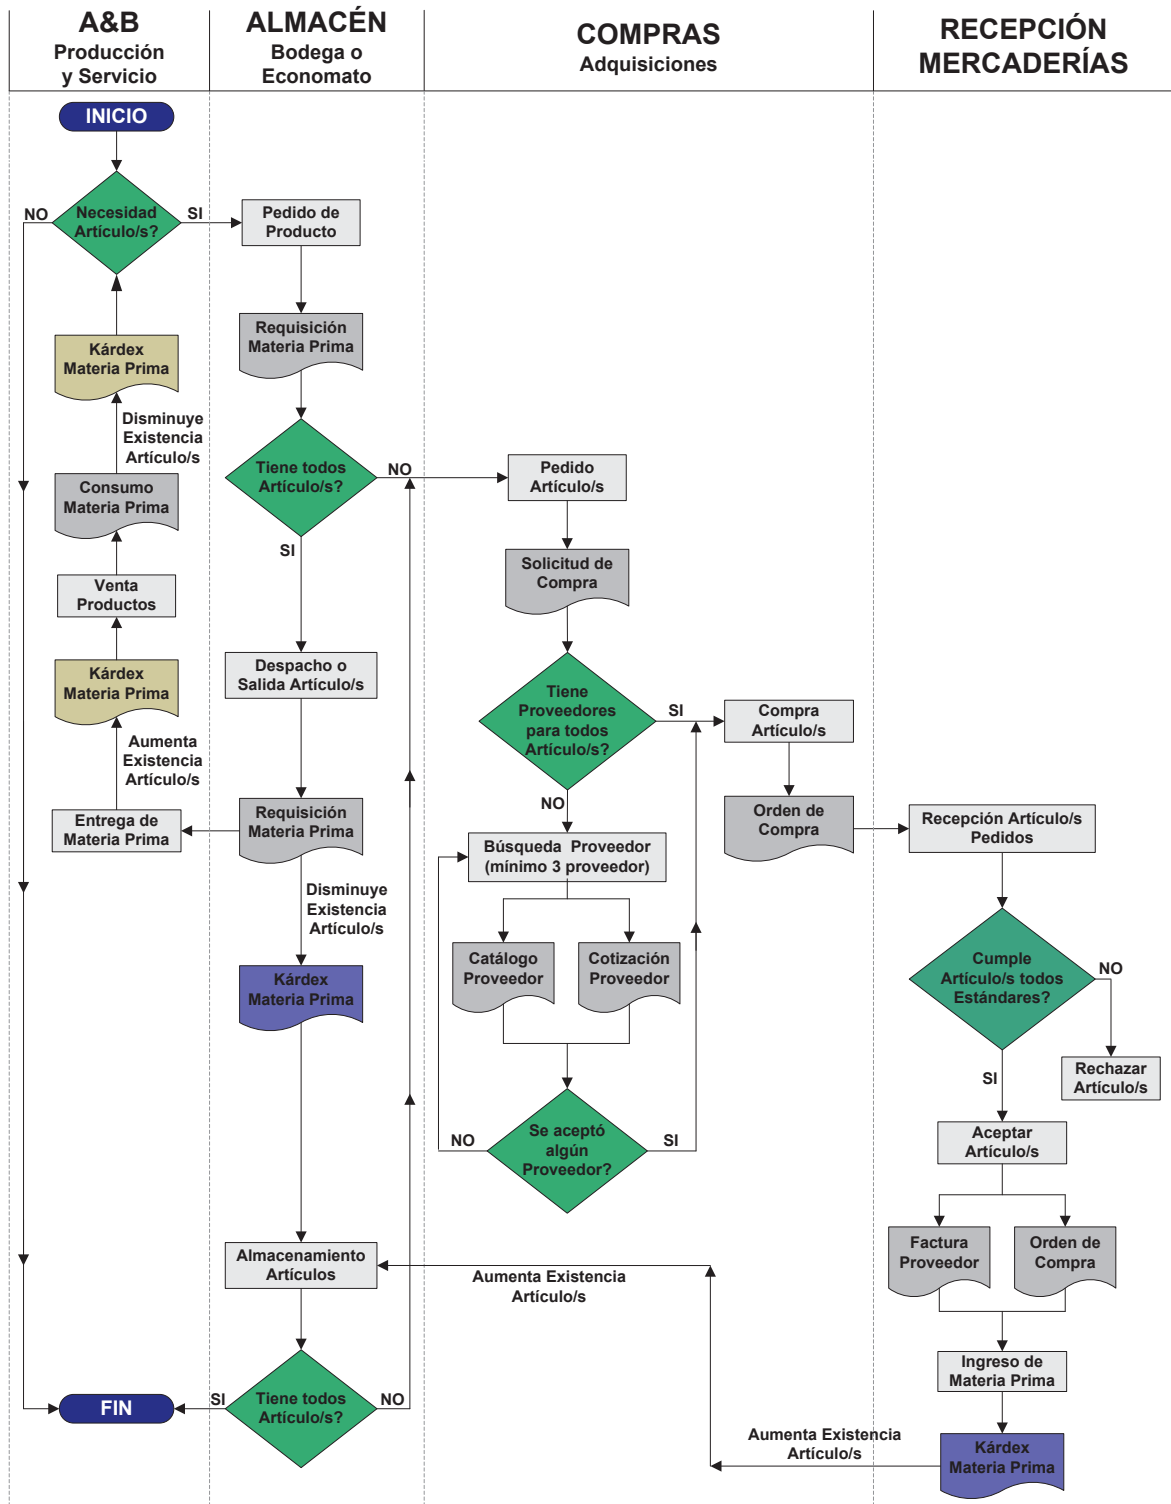 A&B
Producción
y Servicio
ALMACÉN
Bodega o
Economato
COMPRAS
Adquisiciones
RECEPCIÓN
MERCADERÍAS
INICIO
Necesidad
Artículo/s?
NO
SI
Kárdex
Materia Prima
Disminuye
Existencia
Artículo/s
Consumo
Materia Prima
Venta
Productos
Kárdex
Materia Prima
Aumenta
Existencia
Artículo/s
Entrega de
Materia Prima
FIN
Pedido de
Producto
Requisición
Materia Prima
Tiene todos
Artículo/s?
NO
SI
Despacho o
Salida Artículo/s
Requisición
Materia Prima
Disminuye
Existencia
Artículo/s
Kárdex
Materia Prima
Almacenamiento
Artículos
Tiene todos
Artículo/s?
SI
NO
Pedido
Artículo/s
Solicitud de
Compra
Tiene
Proveedores
para todos
Artículo/s?
SI
NO
Compra
Artículo/s
Orden de
Compra
Búsqueda Proveedor
(mínimo 3 proveedor)
Catálogo
Proveedor
Cotización
Proveedor
Se aceptó
algún
Proveedor?
NO
SI
Aumenta Existencia
Artículo/s
Recepción Artículo/s
Pedidos
Cumple
Artículo/s todos
Estándares?
NO
SI
Rechazar
Artículo/s
Aceptar
Artículo/s
Factura
Proveedor
Orden de
Compra
Ingreso de
Materia Prima
Aumenta Existencia
Artículo/s
Kárdex
Materia Prima